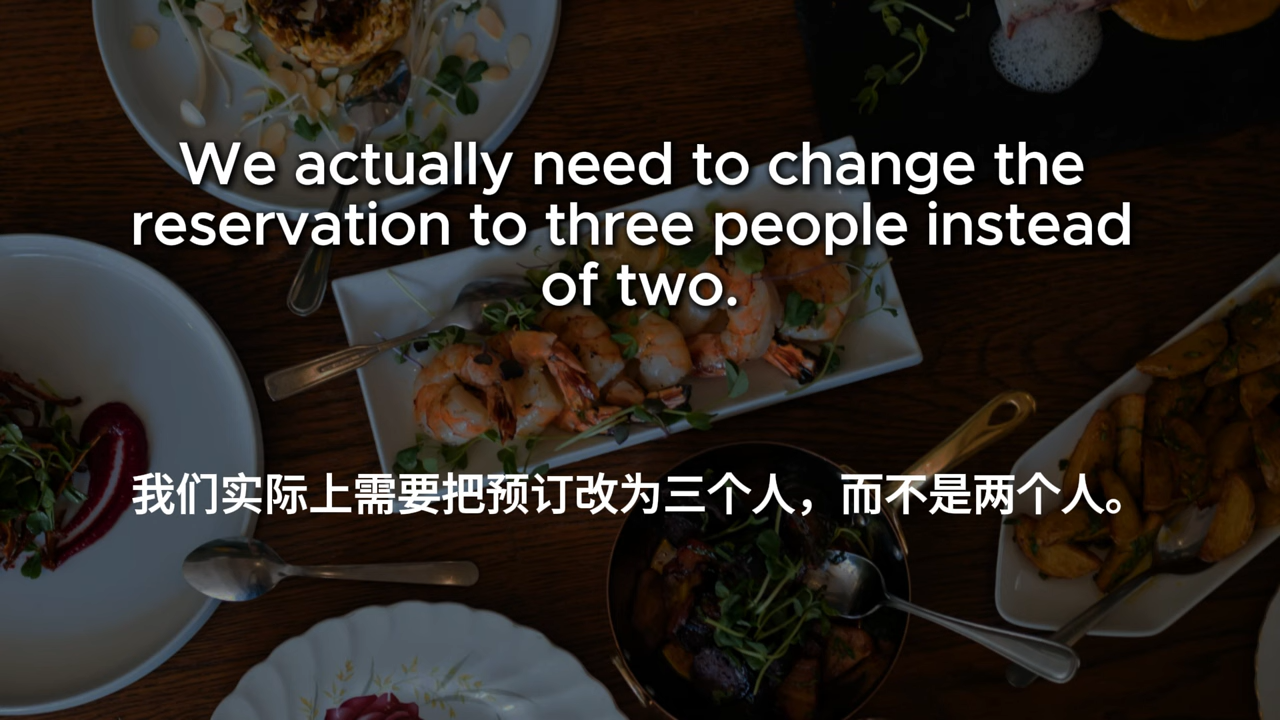 We actually need to change the
reservation to three people instead
of two.
我们实际上需要把预订改为三个人，而不是两个人。